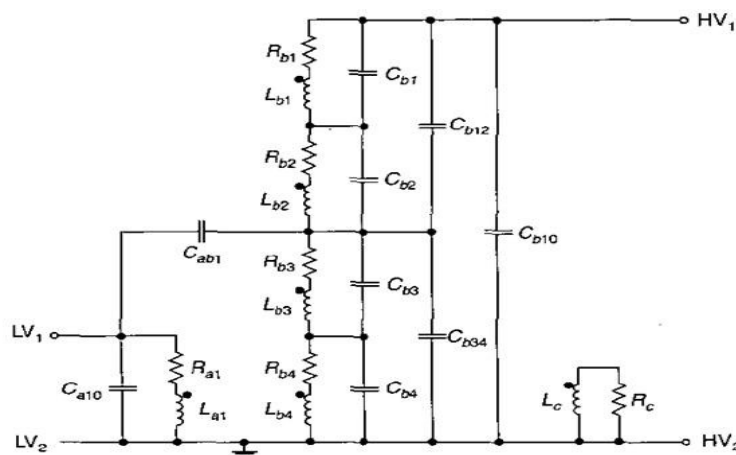 HV1
Rb1
Cb1
Lb1
Cb12
Rb2
Cb2
Lb2
Cab1
Cb10
Rb3
Cb3
Lb3
LV1
Cb34
Ra1
Rb4
Ca10
Cb4
Lc
Rc
La1
Lb4
LV2
HV2